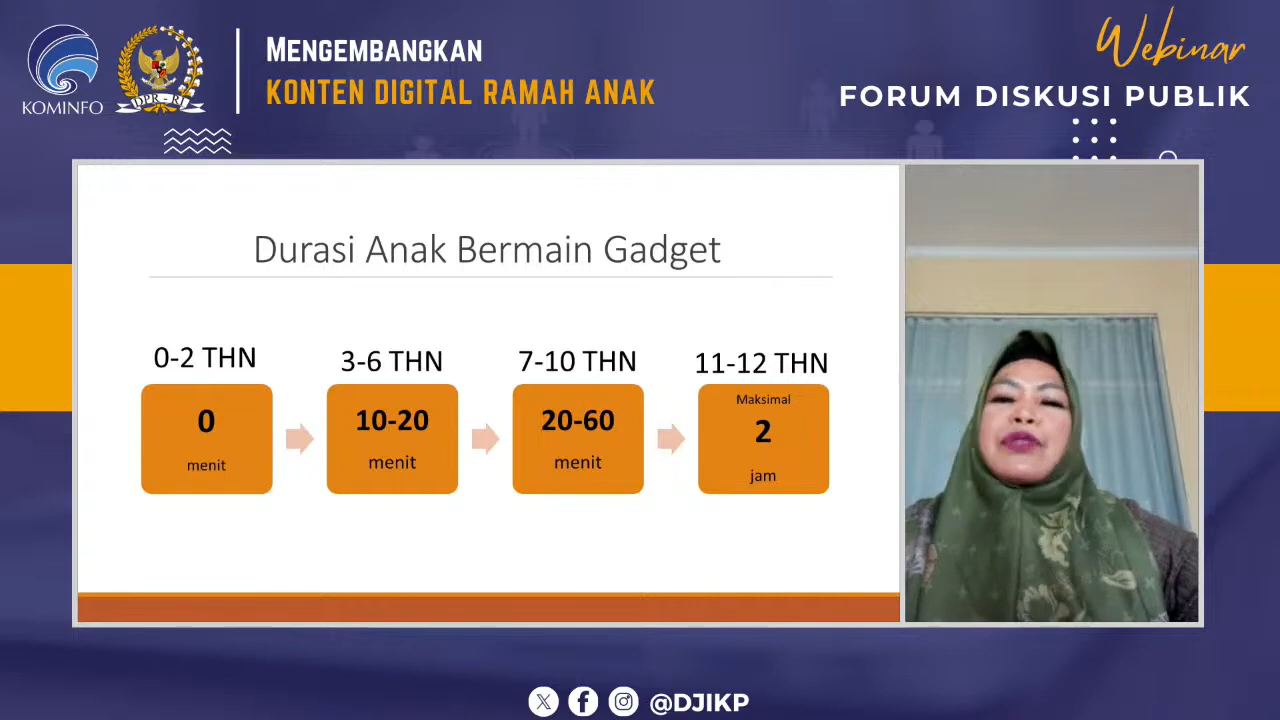 KOMINFO
DPR-RI
MENGEMBANGKAN
KONTEN DIGITAL RAMAH ANAK
Webinar
FORUM DISKUSI PUBLIK
Durasi Anak Bermain Gadget
0-2 THN
0
menit
3-6 THN
10-20
menit
7-10 THN
20-60
menit
11-12 THN
Maksimal
2
jam
@DJIKP